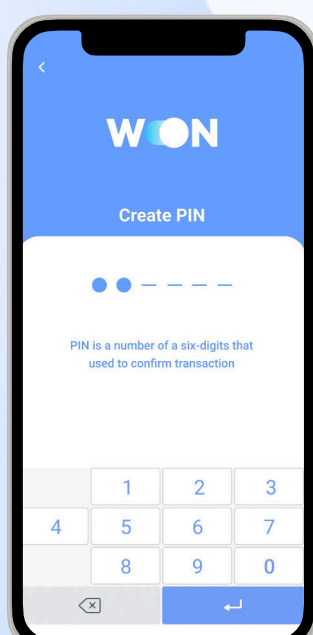 WOON
Create PIN
PIN is a number of a six-digits that
used to confirm transaction
1 2 3
4 5 6 7
8 9 0